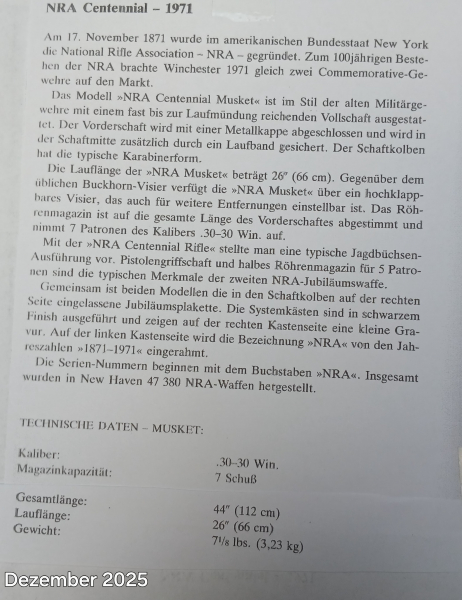 NRA Centennial – 1971
Am 17. November 1871 wurde im amerikanischen Bundesstaat New York
die National Rifle Association – NRA – gegründet. Zum 100jährigen Beste-
hen der NRA brachte Winchester 1971 gleich zwei Commemorative-Ge-
wehre auf den Markt.
Das Modell »NRA Centennial Musket« ist im Stil der alten Militärge-
wehre mit einem fast bis zur Laufmündung reichenden Vollschaft ausgestat-
tet. Der Vorderschaft wird mit einer Metallkappe abgeschlossen und wird in
der Schaftmitte zusätzlich durch ein Laufband gesichert. Der Schaftkolben
hat die typische Karabinerform.
Die Lauflänge der »NRA Musket« beträgt 26″ (66 cm). Gegenüber dem
üblichen Buckhorn-Visier verfügt die »NRA Musket« über ein hochklapp-
bares Visier, das auch für weitere Entfernungen einstellbar ist. Das Röh-
renmagazin ist auf die gesamte Länge des Vorderschaftes abgestimmt und
nimmt 7 Patronen des Kalibers .30–30 Win. auf.
Mit der »NRA Centennial Rifle« stellte man eine typische Jagdbüchsen-
Ausführung vor. Pistolengriffschaft und halbes Röhrenmagazin für 5 Patro-
nen sind die typischen Merkmale der zweiten NRA-Jubiläumswaffe.
Gemeinsam ist beiden Modellen die in den Schaftkolben auf der rechten
Seite eingelassene Jubiläumsplakette. Die Systemkästen sind in schwarzem
Finish ausgeführt und zeigen auf der rechten Kastenseite eine kleine Gra-
vur. Auf der linken Kastenseite wird die Bezeichnung »NRA« von den Jah-
reszahlen »1871–1971« eingerahmt.
Die Serien-Nummern beginnen mit dem Buchstaben »NRA«. Insgesamt
wurden in New Haven 47 380 NRA-Waffen hergestellt.
TECHNISCHE DATEN – MUSKET:
Kaliber: .30–30 Win.
Magazinkapazität: 7 Schuß
Gesamtlänge: 44″ (112 cm)
Lauflänge: 26″ (66 cm)
Gewicht: 7¹/₈ lbs. (3,23 kg)
Dezember 2025